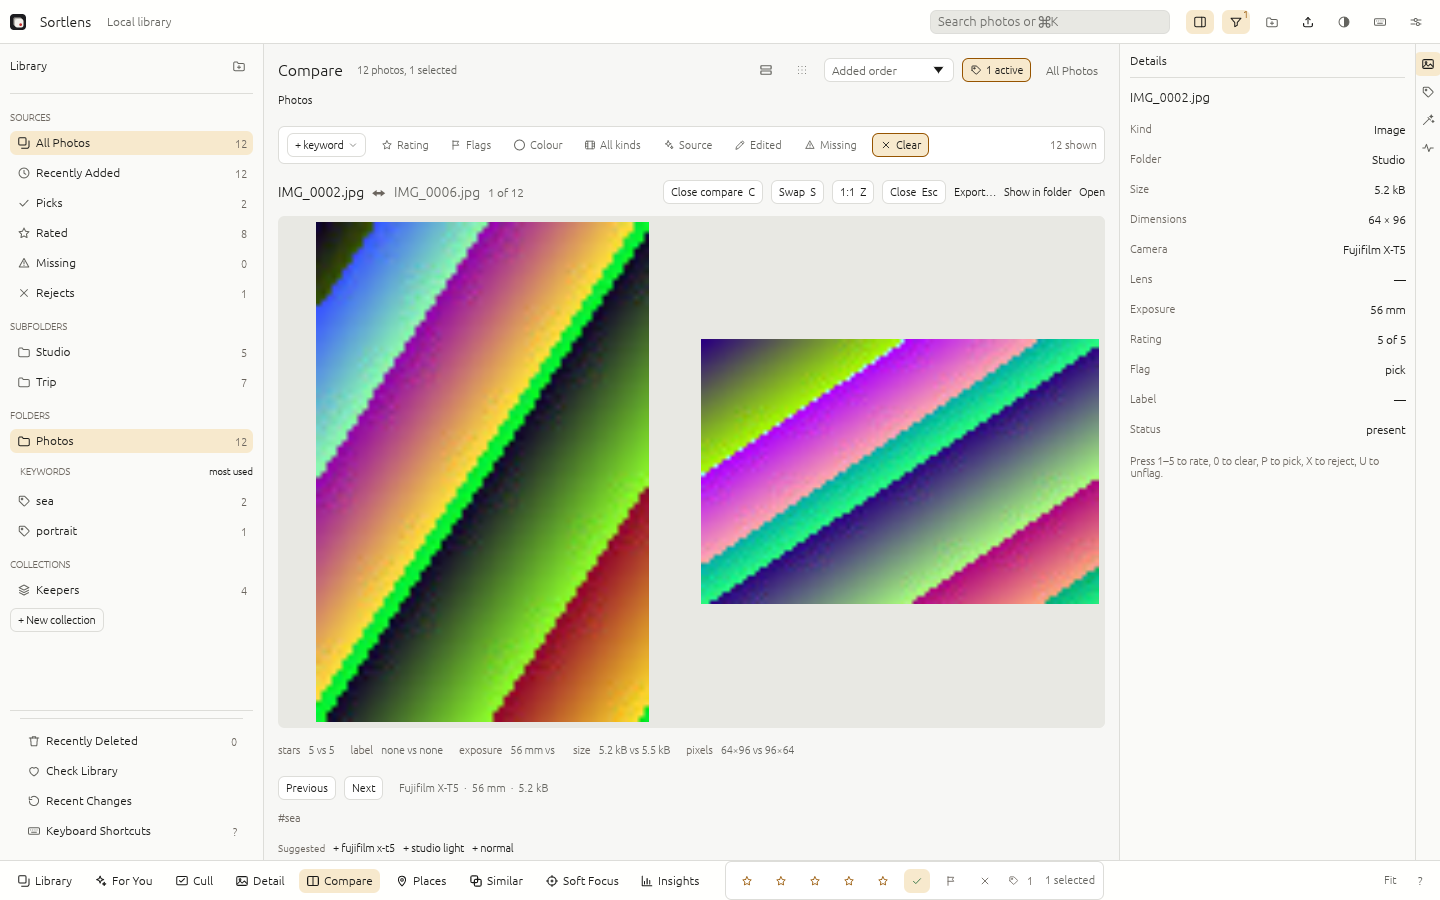 Sortlens Local library Search photos or ⌘K 1
Library
SOURCES
All Photos 12
Recently Added 12
Picks 2
Rated 8
Missing 0
Rejects 1
SUBFOLDERS
Studio 5
Trip 7
FOLDERS
Photos 12
KEYWORDS most used
sea 2
portrait 1
COLLECTIONS
Keepers 4
+ New collection
Recently Deleted 0
Check Library
Recent Changes
Keyboard Shortcuts ?
Compare 12 photos, 1 selected Added order 1 active All Photos
Photos
+ keyword Rating Flags Colour All kinds Source Edited Missing Clear 12 shown
IMG_0002.jpg IMG_0006.jpg 1 of 12 Close compare C Swap S 1:1 Z Close Esc Export… Show in folder Open
stars 5 vs 5 label none vs none exposure 56 mm vs size 5.2 kB vs 5.5 kB pixels 64×96 vs 96×64
Previous Next Fujifilm X-T5 · 56 mm · 5.2 kB
#sea
Suggested + fujifilm x-t5 + studio light + normal
Details
IMG_0002.jpg
Kind Image
Folder Studio
Size 5.2 kB
Dimensions 64 × 96
Camera Fujifilm X-T5
Lens —
Exposure 56 mm
Rating 5 of 5
Flag pick
Label —
Status present
Press 1–5 to rate, 0 to clear, P to pick, X to reject, U to
unflag.
Library For You Cull Detail Compare Places Similar Soft Focus Insights 1 1 selected Fit ?